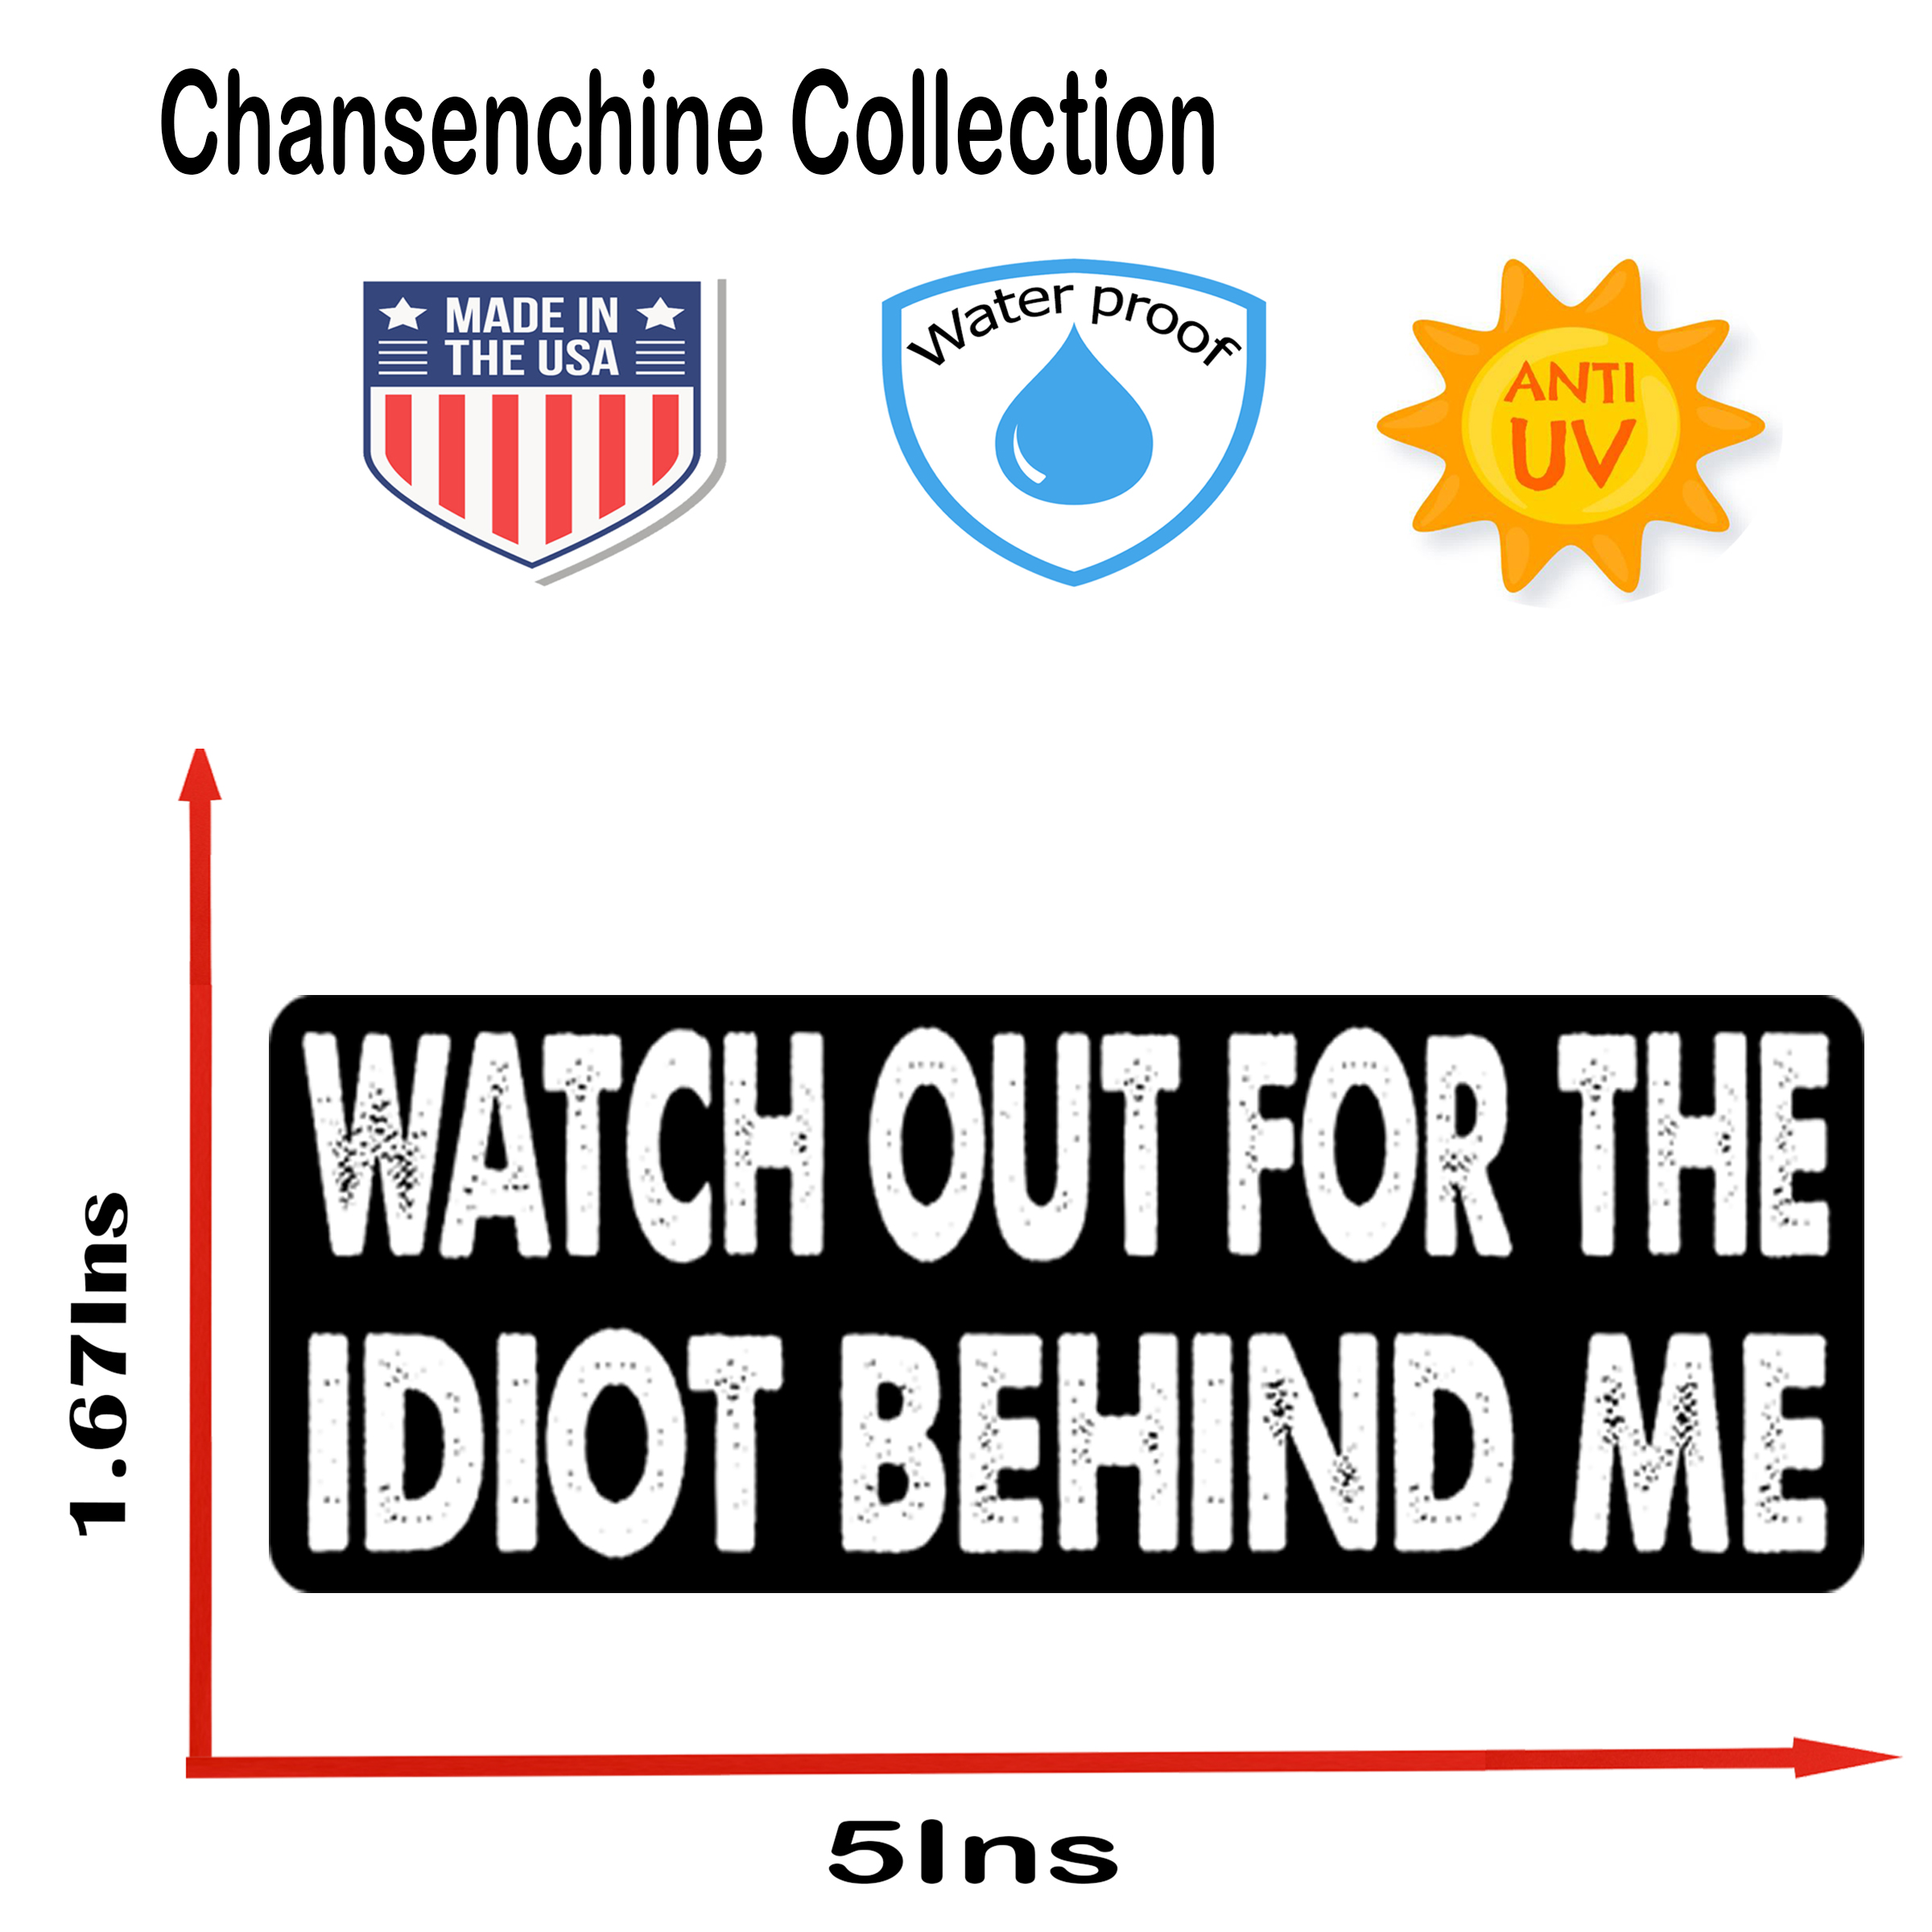 Chansenchine Collection
MADE IN
THE USA
Water proof
ANTI
UV
WATCH OUT FOR THE
IDIOT BEHIND ME
1.67Ins
5Ins